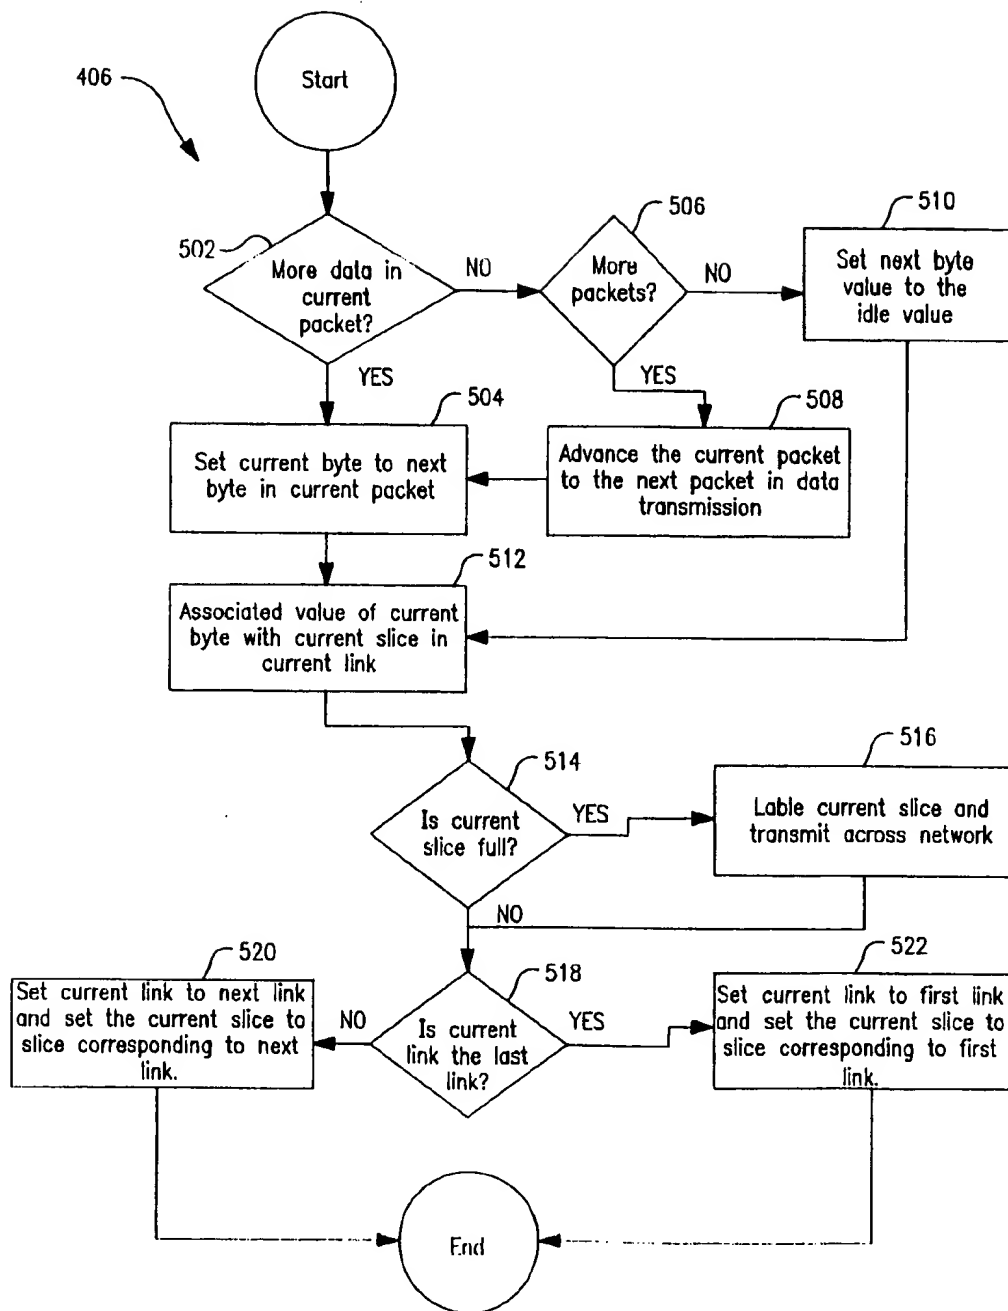 Start
406
502
More data in
current
packet?
NO
506
More
packets?
NO
510
Set next byte
value to the
idle value
YES
YES
504
Set current byte to next
byte in current packet
508
Advance the current packet
to the next packet in data
transmission
512
Associated value of current
byte with current slice in
current link
514
Is current
slice full?
YES
516
Lable current slice and
transmit across network
NO
520
Set current link to next link
and set the current slice to
slice corresponding to next
link.
NO
518
Is current
link the last
link?
YES
522
Set current link to first link
and set the current slice to
slice corresponding to first
link.
End